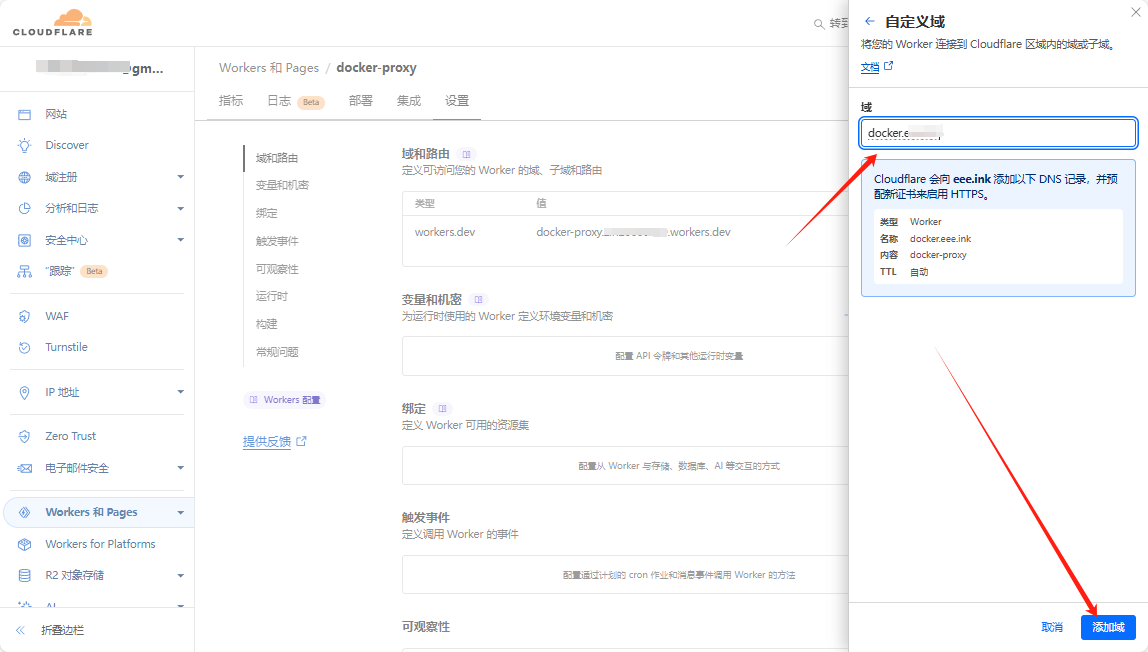 CLOUDFLARE
转到
@gm...
网站
Discover
域注册
分析和日志
安全中心
"跟踪" Beta
WAF
Turnstile
IP 地址
Zero Trust
电子邮件安全
Workers 和 Pages
Workers for Platforms
R2 对象存储
AI
折叠边栏
Workers 和 Pages / docker-proxy
指标 日志 Beta 部署 集成 设置
域和路由
变量和机密
绑定
触发事件
可观察性
运行时
构建
常规问题
Workers 配置
提供反馈
域和路由
定义可访问您的 Worker 的域、子域和路由
类型 值
workers.dev docker-proxy. .workers.dev
变量和机密
为运行时使用的 Worker 定义环境变量和机密
配置 API 令牌和其他运行时变量
绑定
定义 Worker 可用的资源集
配置从 Worker 与存储、数据库、AI 等交互的方式
触发事件
定义调用 Worker 的事件
配置通过计划的 cron 作业和消息事件调用 Worker 的方法
可观察性
自定义域
将您的 Worker 连接到 Cloudflare 区域内的域或子域。
文档
域
docker.e
Cloudflare 会向 eee.ink 添加以下 DNS 记录，并预
配新证书来启用 HTTPS。
类型 Worker
名称 docker.eee.ink
内容 docker-proxy
TTL 自动
取消 添加域